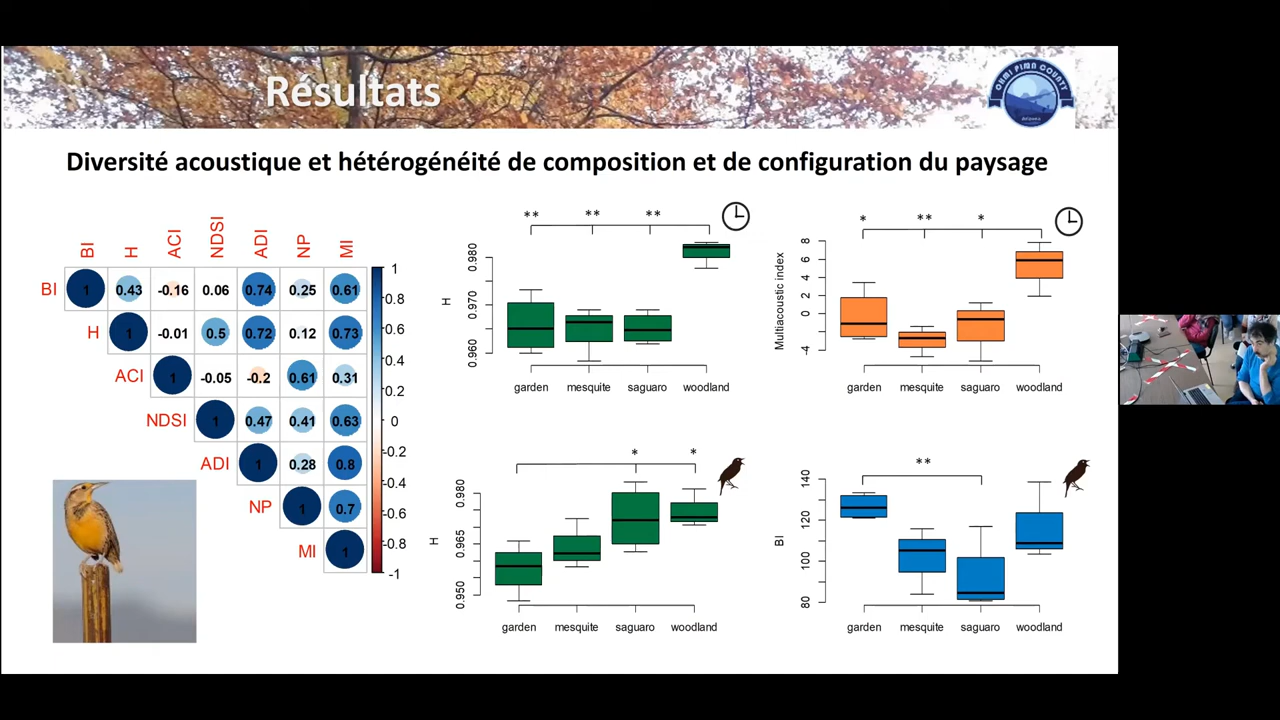 Résultats
OHMI PIMA COUNTY
Diversité acoustique et hétérogénéité de composition et de configuration du paysage
BI H ACI NDSI ADI NP MI
BI 1 0.43 -0.16 0.06 0.74 0.25 0.61
H 1 -0.01 0.5 0.72 0.12 0.73
ACI 1 -0.05 -0.2 0.61 0.31
NDSI 1 0.47 0.41 0.63
ADI 1 0.28 0.8
NP 1 0.7
MI 1
1
0.8
0.6
0.4
0.2
0
-0.2
-0.4
-0.6
-0.8
-1
** ** **
H
0.980
0.970
0.960
garden mesquite saguaro woodland
* ** *
Multiacoustic index
8
6
4
2
0
-4
garden mesquite saguaro woodland
* *
H
0.980
0.965
0.950
garden mesquite saguaro woodland
**
BI
140
120
100
80
garden mesquite saguaro woodland